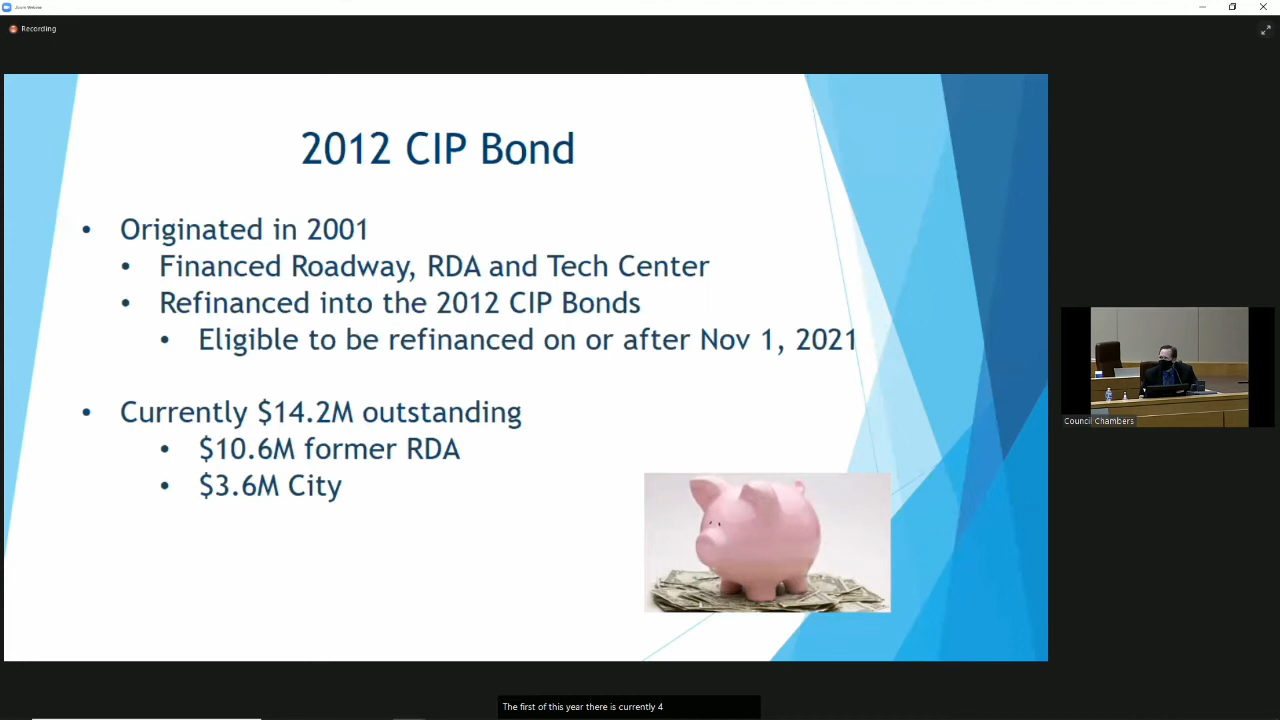 Zoom Webinar
Recording
2012 CIP Bond
• Originated in 2001
• Financed Roadway, RDA and Tech Center
• Refinanced into the 2012 CIP Bonds
• Eligible to be refinanced on or after Nov 1, 2021
• Currently $14.2M outstanding
• $10.6M former RDA
• $3.6M City
Council Chambers
The first of this year there is currently 4